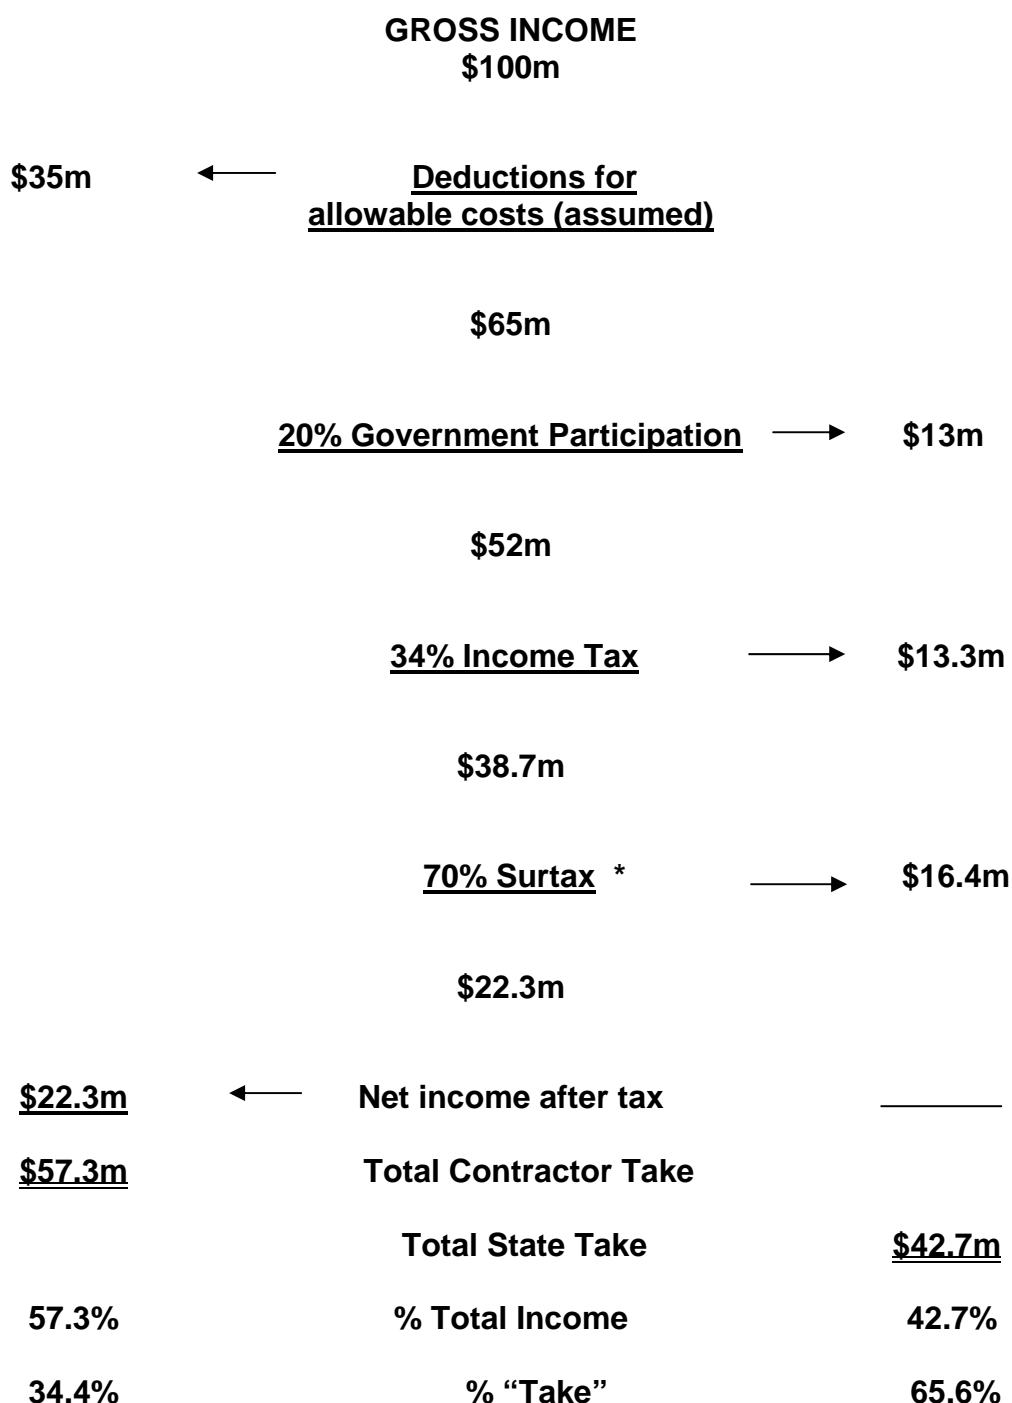 GROSS INCOME
$100m
$35m Deductions for
allowable costs (assumed)
$65m
20% Government Participation $13m
$52m
34% Income Tax $13.3m
$38.7m
70% Surtax * $16.4m
$22.3m
$22.3m Net income after tax
$57.3m Total Contractor Take
Total State Take $42.7m
57.3% % Total Income 42.7%
34.4% % “Take” 65.6%